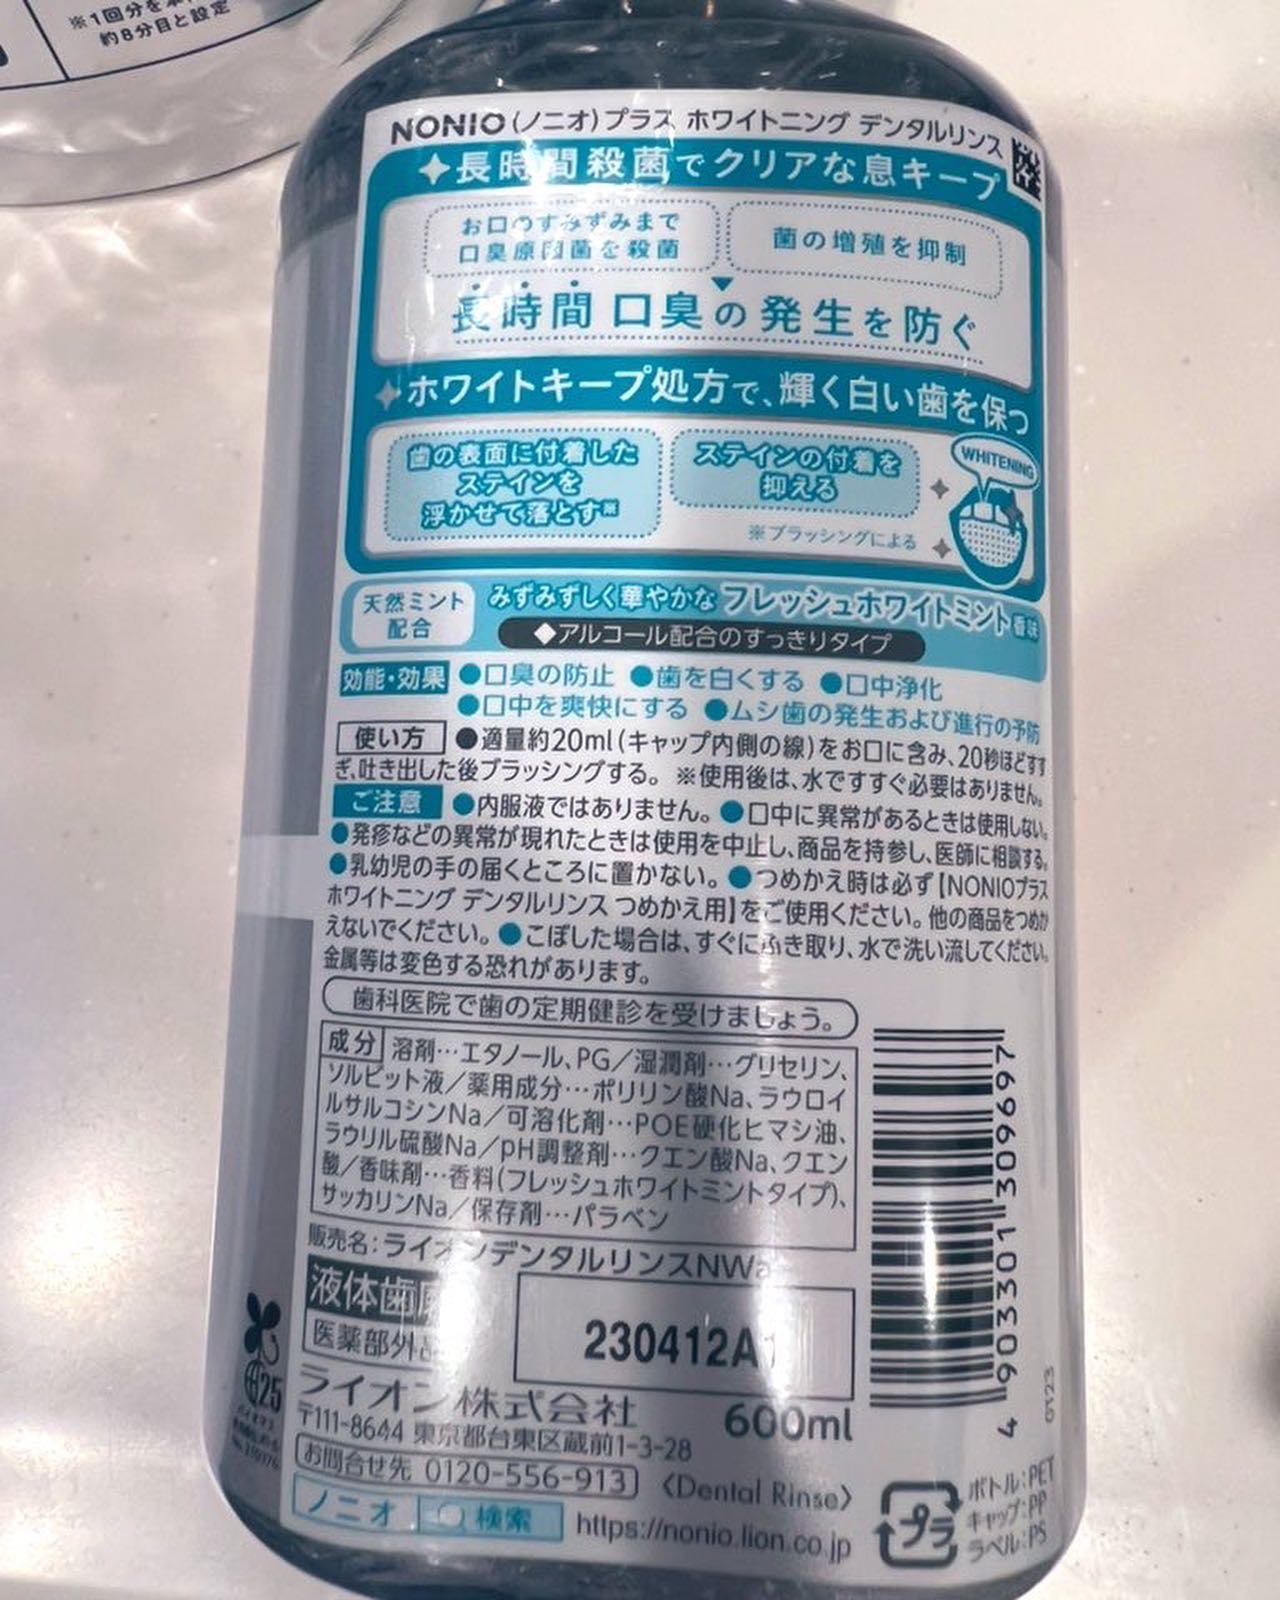 ※1回分を
約8分目と設定
NONIO(ノニオ)プラス ホワイトニング デンタルリンス
長時間殺菌でクリアな息キープ
お口のすみずみまで
口臭原因菌を殺菌
菌の増殖を抑制
長時間 口臭の発生を防ぐ
ホワイトキープ処方で、輝く白い歯を保つ
歯の表面に付着した
ステインを
浮かせて落とす※
ステインの付着を
抑える
※ブラッシングによる
WHITENING
天然ミント
配合
みずみずしく華やかな フレッシュホワイトミント香味
◆アルコール配合のすっきりタイプ
効能・効果 ●口臭の防止 ●歯を白くする ●口中浄化
●口中を爽快にする ●ムシ歯の発生および進行の予防
使い方 ●適量約20ml(キャップ内側の線)をお口に含み、20秒ほどすす
ぎ、吐き出した後ブラッシングする。 ※使用後は、水ですすぐ必要はありません。
ご注意 ●内服液ではありません。●口中に異常があるときは使用しない。
●発疹などの異常が現れたときは使用を中止し、商品を持参し、医師に相談する。
●乳幼児の手の届くところに置かない。●つめかえ時は必ず【NONIOプラス
ホワイトニング デンタルリンス つめかえ用】をご使用ください。他の商品をつめか
えないでください。●こぼした場合は、すぐにふき取り、水で洗い流してください。
金属等は変色する恐れがあります。
歯科医院で歯の定期健診を受けましょう。
成分 溶剤…エタノール、PG／湿潤剤…グリセリン、
ソルビット液／薬用成分…ポリリン酸Na、ラウロイ
ルサルコシンNa／可溶化剤…POE硬化ヒマシ油、
ラウリル硫酸Na／pH調整剤…クエン酸Na、クエン
酸／香味剤…香料(フレッシュホワイトミントタイプ)、
サッカリンNa／保存剤…パラベン
販売名：ライオンデンタルリンスNWa
液体歯磨
医薬部外品
230412A1
ライオン株式会社
600ml
〒111-8644 東京都台東区蔵前1-3-28
お問合せ先 0120-556-913
〈Dental Rinse〉
ノニオ 検索
https://nonio.lion.co.jp
4 903301 309697
0123
プラ
ボトル：PET
キャップ：PP
ラベル：PS
25
バイオマス